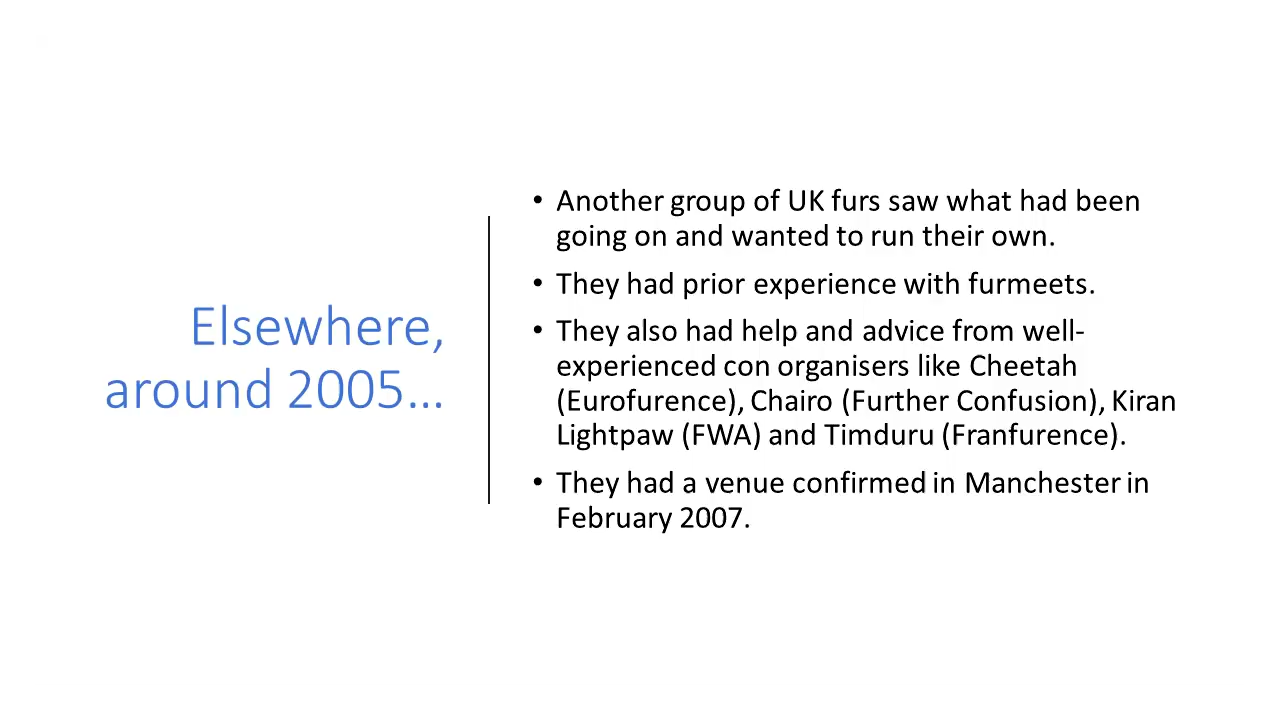 Elsewhere,
around 2005…
• Another group of UK furs saw what had been
going on and wanted to run their own.
• They had prior experience with furmeets.
• They also had help and advice from well-
experienced con organisers like Cheetah
(Eurofurence), Chairo (Further Confusion), Kiran
Lightpaw (FWA) and Timduru (Franfurence).
• They had a venue confirmed in Manchester in
February 2007.